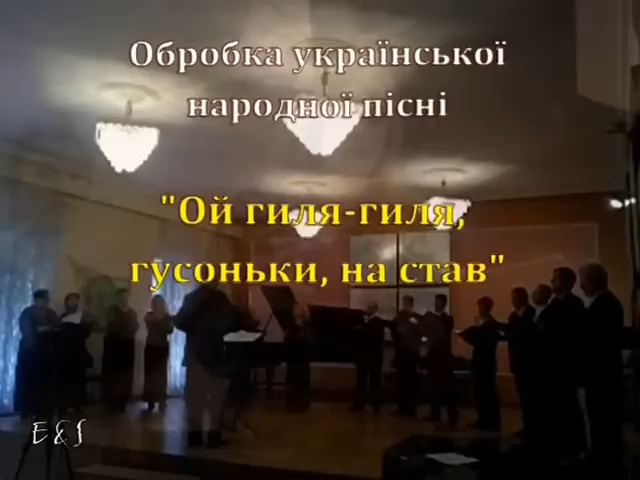 Обробка української
народної пісні
"Ой гиля-гиля,
гусоньки, на став"
E&S